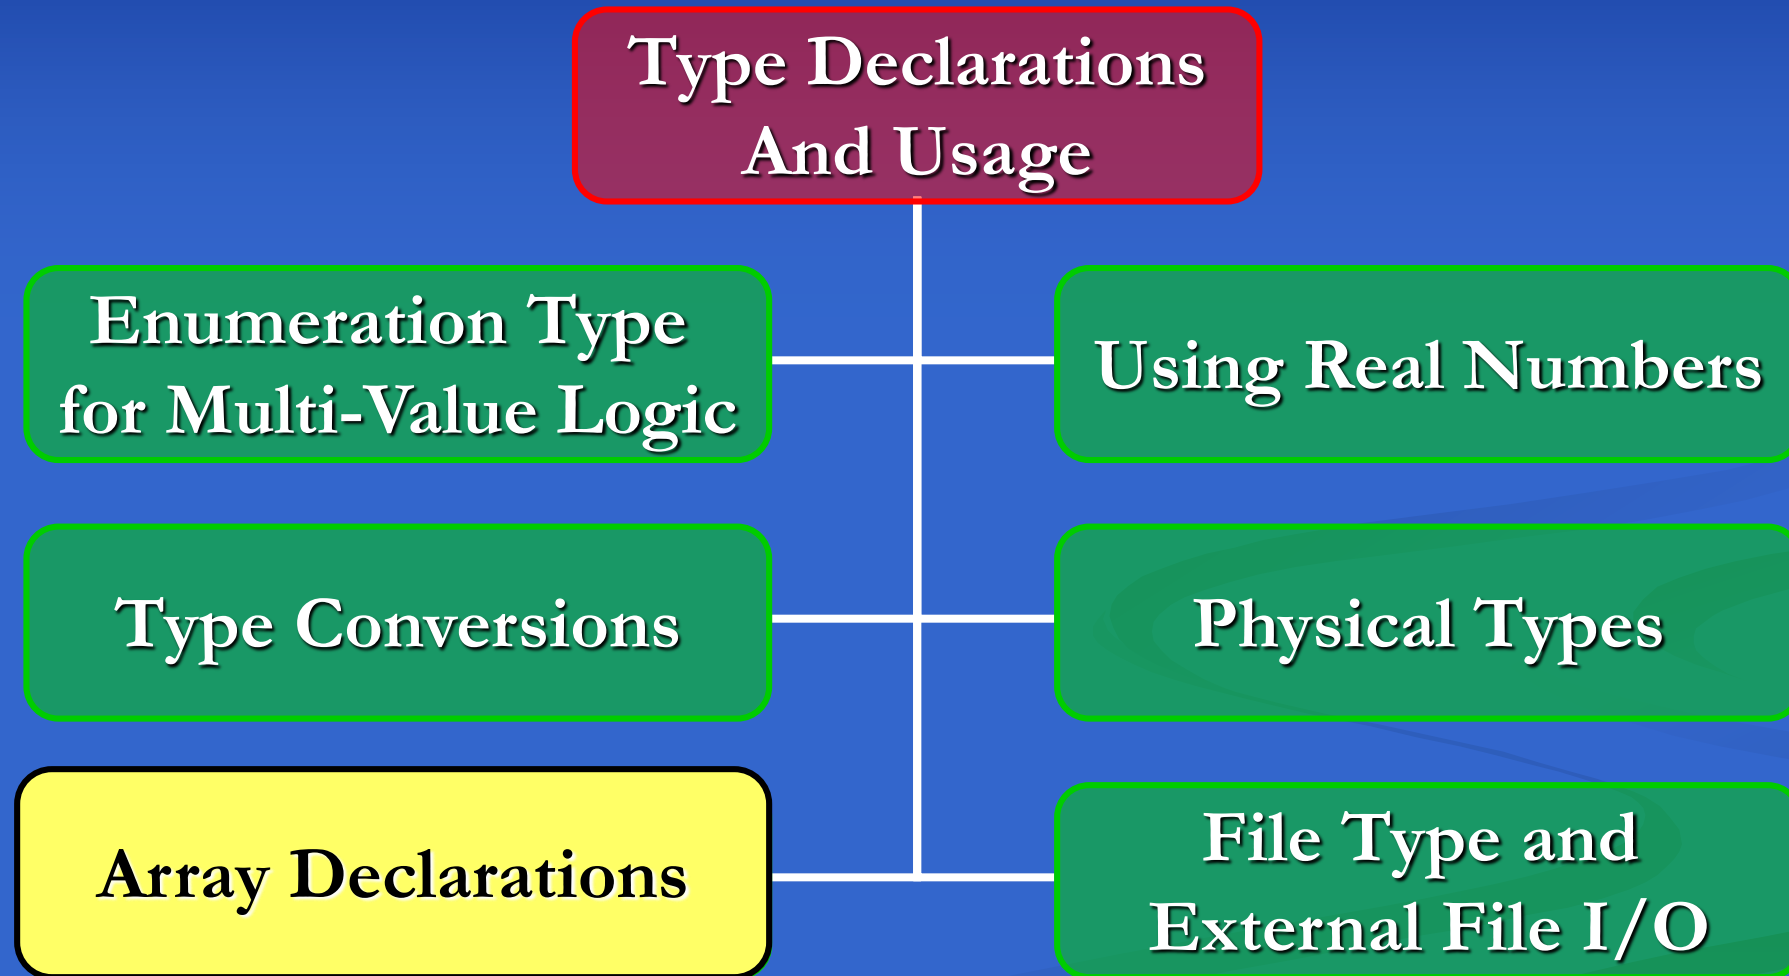 Type Declarations
And Usage
Enumeration Type
for Multi-Value Logic
Using Real Numbers
Type Conversions
Physical Types
Array Declarations
File Type and
External File I/O